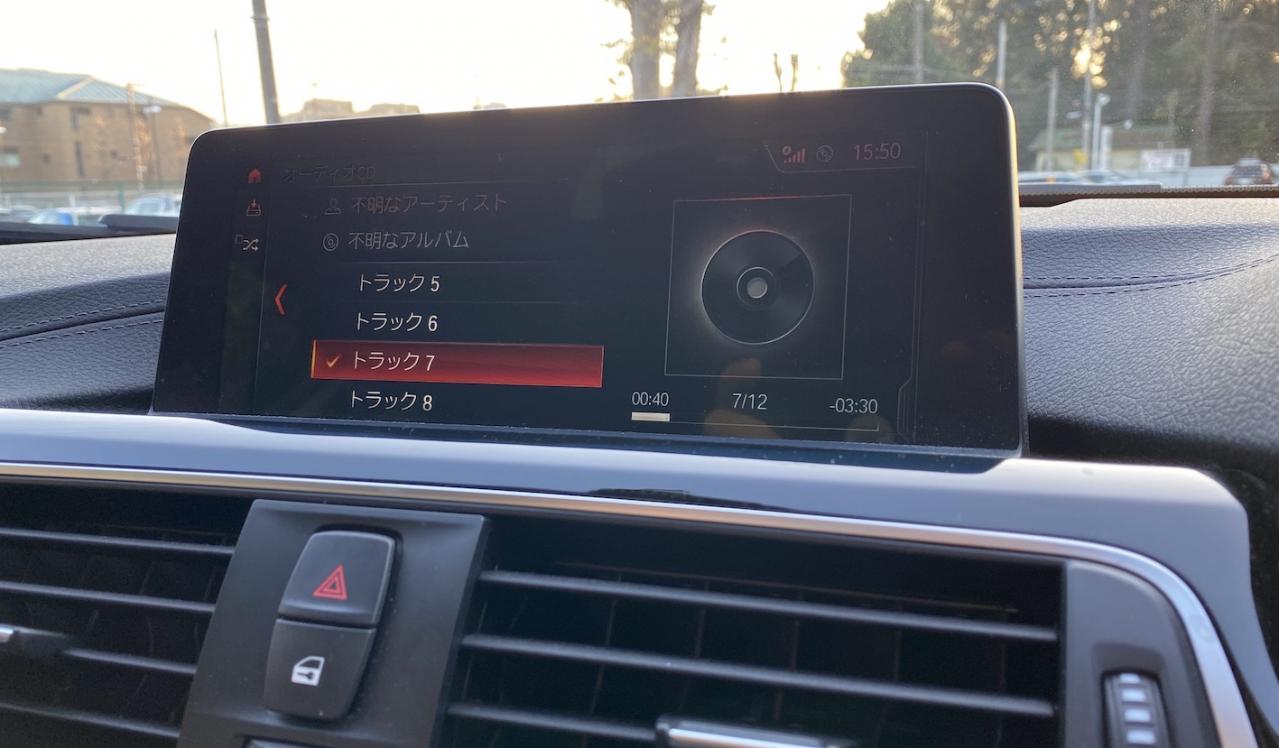 オーディオCD
15:50
不明なアーティスト
不明なアルバム
トラック 5
トラック 6
トラック 7
トラック 8
00:40
7/12
-03:30